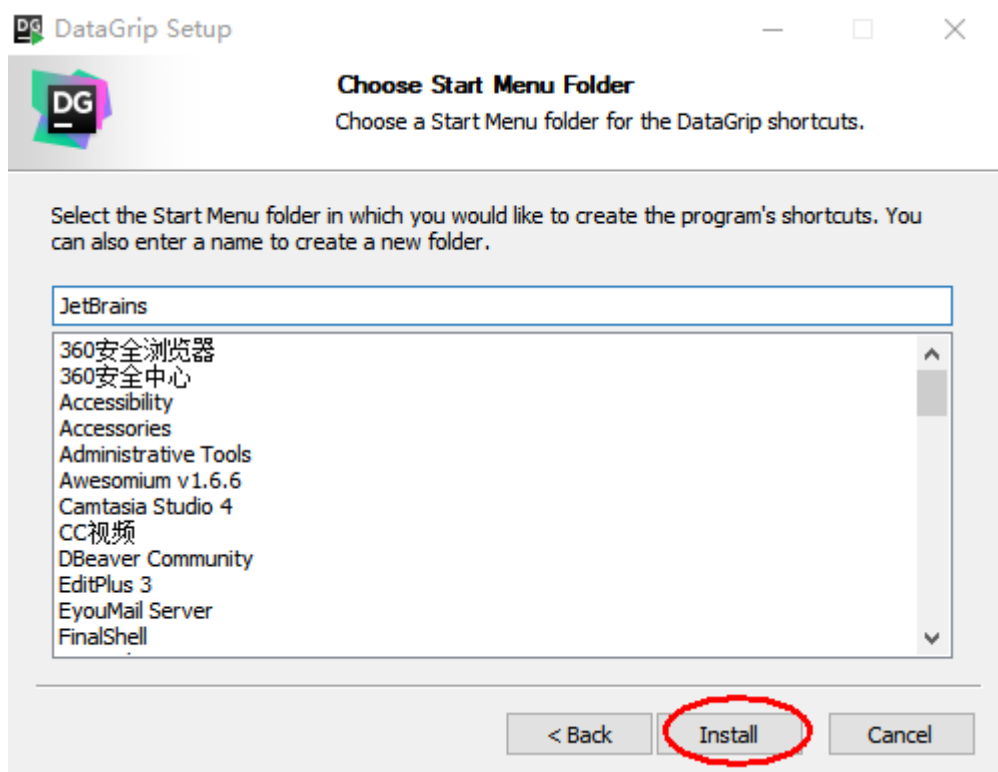 DataGrip Setup
DG
Choose Start Menu Folder
Choose a Start Menu folder for the DataGrip shortcuts.
Select the Start Menu folder in which you would like to create the program's shortcuts. You
can also enter a name to create a new folder.
JetBrains
360安全浏览器
360安全中心
Accessibility
Accessories
Administrative Tools
Awesomium v1.6.6
Camtasia Studio 4
CC视频
DBeaver Community
EditPlus 3
EyouMail Server
FinalShell
< Back Install Cancel